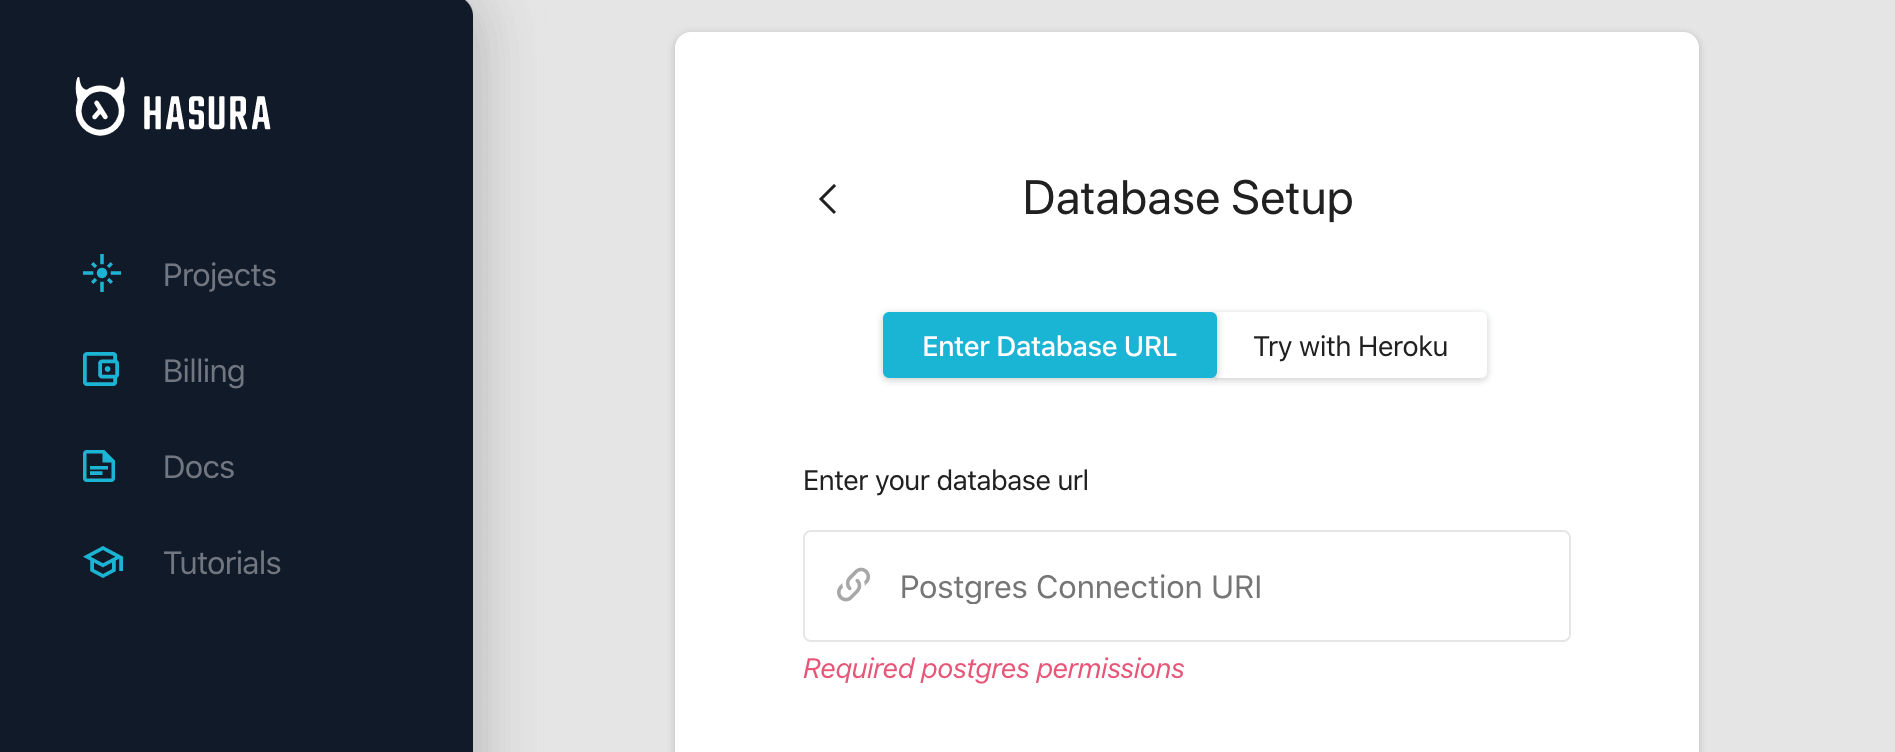 HASURA
Projects
Billing
Docs
Tutorials
Database Setup
Enter Database URL
Try with Heroku
Enter your database url
Postgres Connection URI
Required postgres permissions